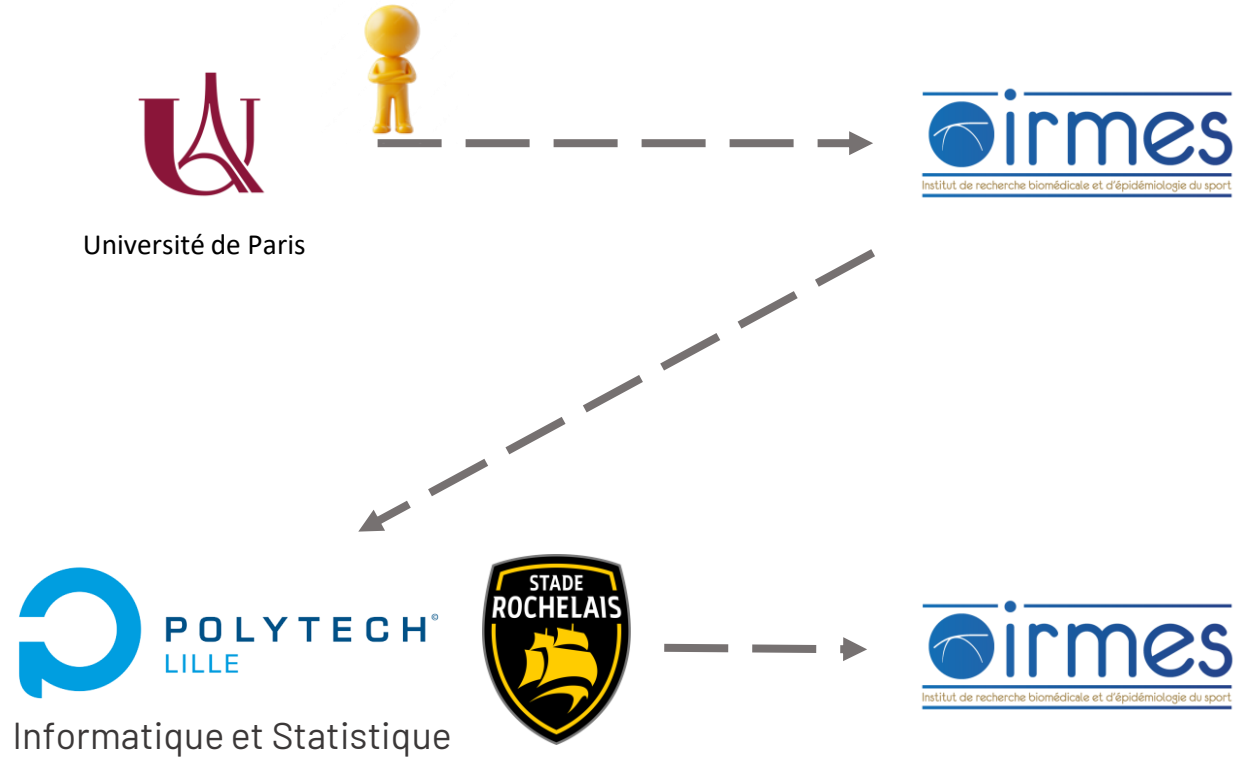 irmes
Institut de recherche biomédicale et d'épidémiologie du sport
Université de Paris
POLYTECH®
LILLE
Informatique et Statistique
STADE
ROCHELAIS
irmes
Institut de recherche biomédicale et d'épidémiologie du sport